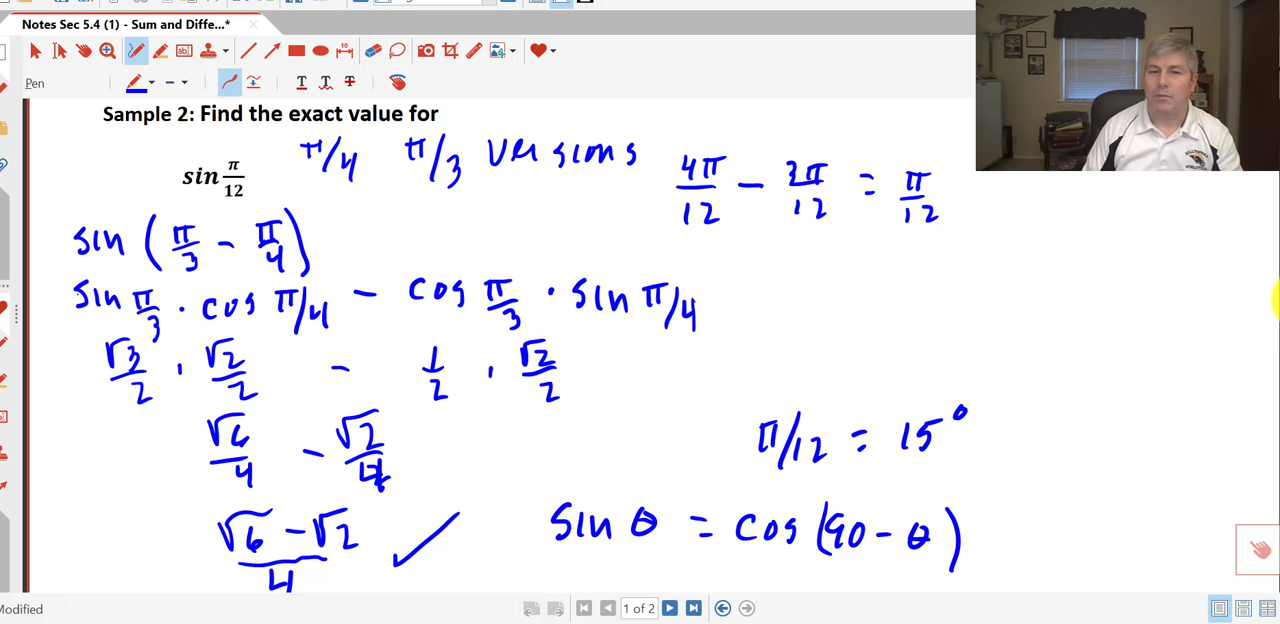 Notes Sec 5.4 (1) - Sum and Diffe...*
Pen
Sample 2: Find the exact value for
sin π/12
π/4 π/3 versions
4π/12 - 3π/12 = π/12
sin (π/3 - π/4)
sin π/3 · cos π/4 - cos π/3 · sin π/4
√3/2 · √2/2 - 1/2 · √2/2
√6/4 - √2/4
π/12 = 15°
√6 - √2/4 ✓
sin θ = cos (90 - θ)
Modified
1 of 2